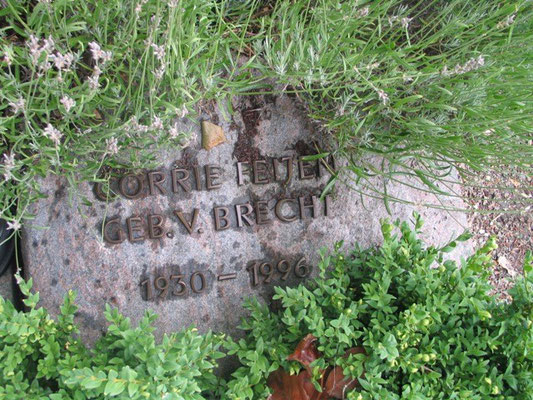 CORRIE FEIJEN
GEB. V. BRECHT
1930 – 1996